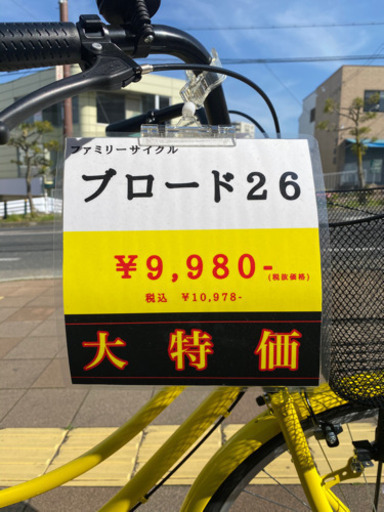 ファミリーサイクル
ブロード26
¥9,980-(税抜価格)
税込 ¥10,978-
大特価